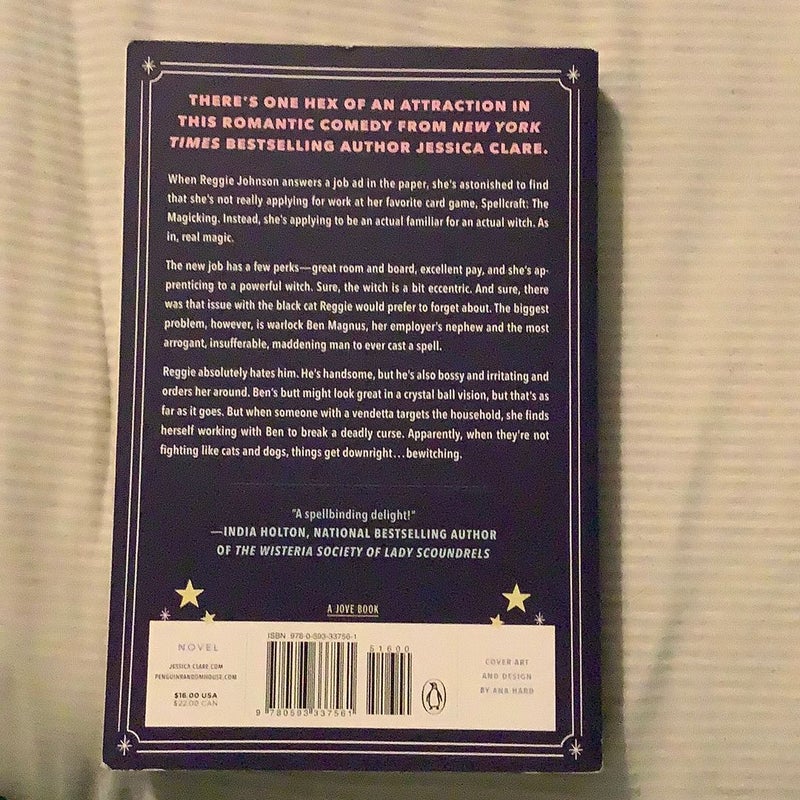 THERE'S ONE HEX OF AN ATTRACTION IN
THIS ROMANTIC COMEDY FROM NEW YORK
TIMES BESTSELLING AUTHOR JESSICA CLARE.
When Reggie Johnson answers a job ad in the paper, she's astonished to find
that she's not really applying for work at her favorite card game, Spellcraft: The
Magicking. Instead, she's applying to be an actual familiar for an actual witch. As
in, real magic.
The new job has a few perks—great room and board, excellent pay, and she's ap-
prenticing to a powerful witch. Sure, the witch is a bit eccentric. And sure, there
was that issue with the black cat Reggie would prefer to forget about. The biggest
problem, however, is warlock Ben Magnus, her employer's nephew and the most
arrogant, insufferable, maddening man to ever cast a spell.
Reggie absolutely hates him. He's handsome, but he's also bossy and irritating and
orders her around. Ben's butt might look great in a crystal ball vision, but that's as
far as it goes. But when someone with a vendetta targets the household, she finds
herself working with Ben to break a deadly curse. Apparently, when they're not
fighting like cats and dogs, things get downright...bewitching.
"A spellbinding delight!"
—INDIA HOLTON, NATIONAL BESTSELLING AUTHOR
OF THE WISTERIA SOCIETY OF LADY SCOUNDRELS
A JOVE BOOK
NOVEL
JESSICA-CLARE.COM
PENGUINRANDOMHOUSE.COM
$16.00 USA
$22.00 CAN
ISBN 978-0-593-33756-1
51600
9 780593 337561
COVER ART
AND DESIGN
BY ANA HARD